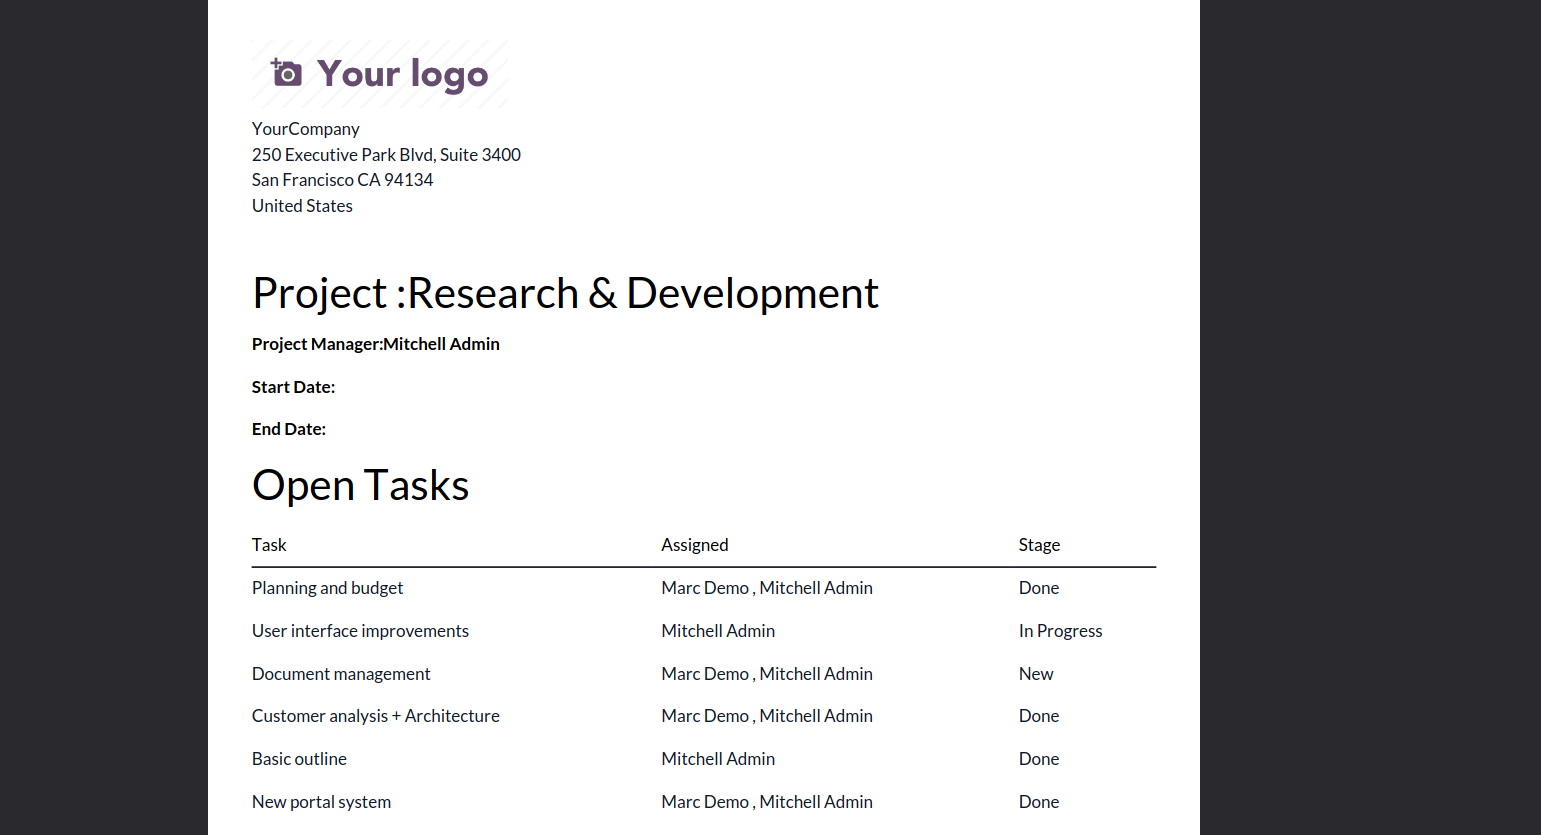 Your logo
YourCompany
250 Executive Park Blvd, Suite 3400
San Francisco CA 94134
United States
Project :Research & Development
Project Manager:Mitchell Admin
Start Date:
End Date:
Open Tasks
Task Assigned Stage
Planning and budget Marc Demo , Mitchell Admin Done
User interface improvements Mitchell Admin In Progress
Document management Marc Demo , Mitchell Admin New
Customer analysis + Architecture Marc Demo , Mitchell Admin Done
Basic outline Mitchell Admin Done
New portal system Marc Demo , Mitchell Admin Done